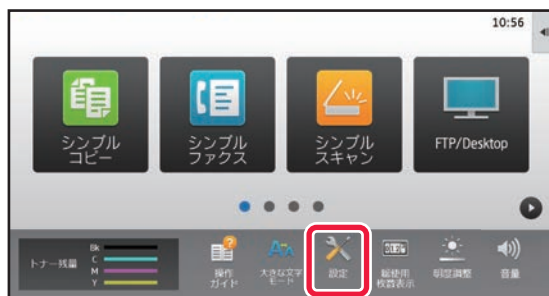 10:56
シンプル
コピー
シンプル
ファクス
シンプル
スキャン
FTP/Desktop
トナー残量
Bk
C
M
Y
操作
ガイド
大きな文字
モード
設定
総使用
枚数表示
明度調整
音量